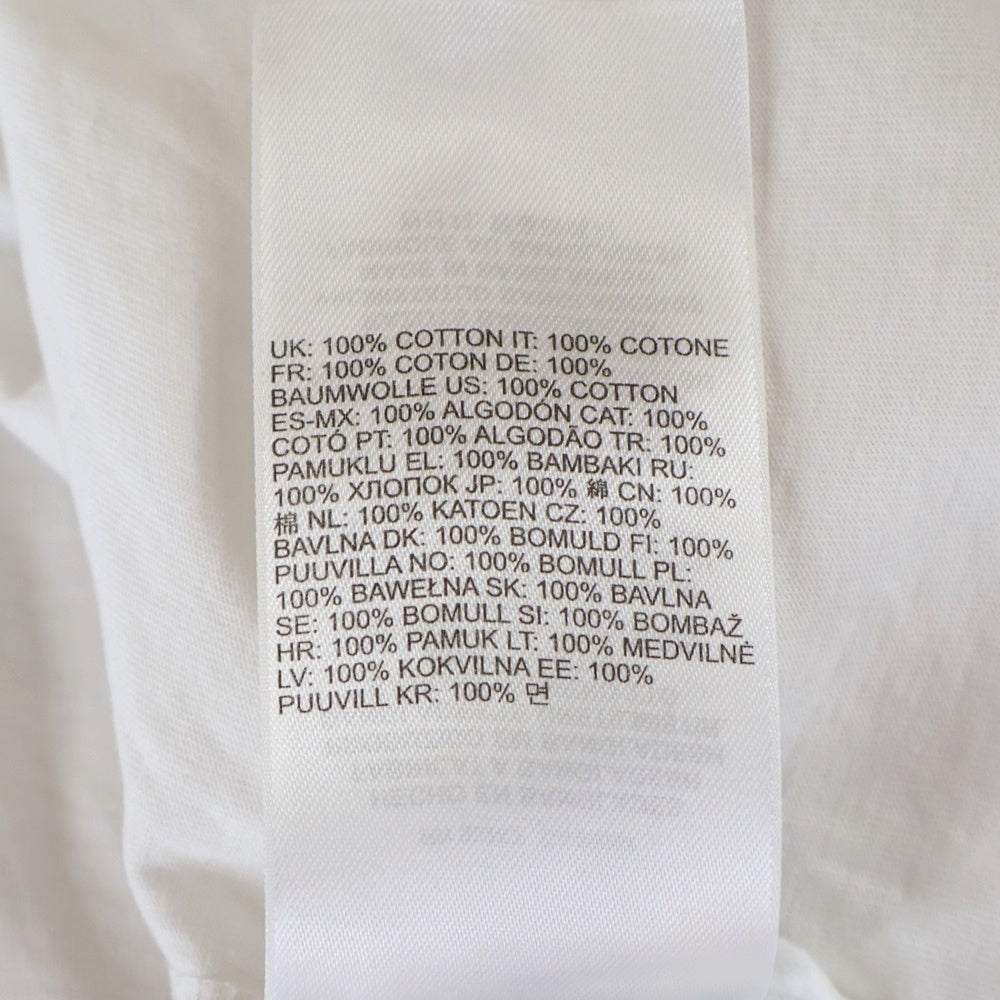 UK: 100% COTTON IT: 100% COTONE
FR: 100% COTON DE: 100%
BAUMWOLLE US: 100% COTTON
ES-MX: 100% ALGODÓN CAT: 100%
COTÓ PT: 100% ALGODÃO TR: 100%
PAMUKLU EL: 100% BAMBAKI RU:
100% ХЛОПОК JP: 100% 綿 CN: 100%
棉 NL: 100% KATOEN CZ: 100%
BAVLNA DK: 100% BOMULD FI: 100%
PUUVILLA NO: 100% BOMULL PL:
100% BAWEŁNA SK: 100% BAVLNA
SE: 100% BOMULL SI: 100% BOMBAŽ
HR: 100% PAMUK LT: 100% MEDVILNĖ
LV: 100% KOKVILNA EE: 100%
PUUVILL KR: 100% 면